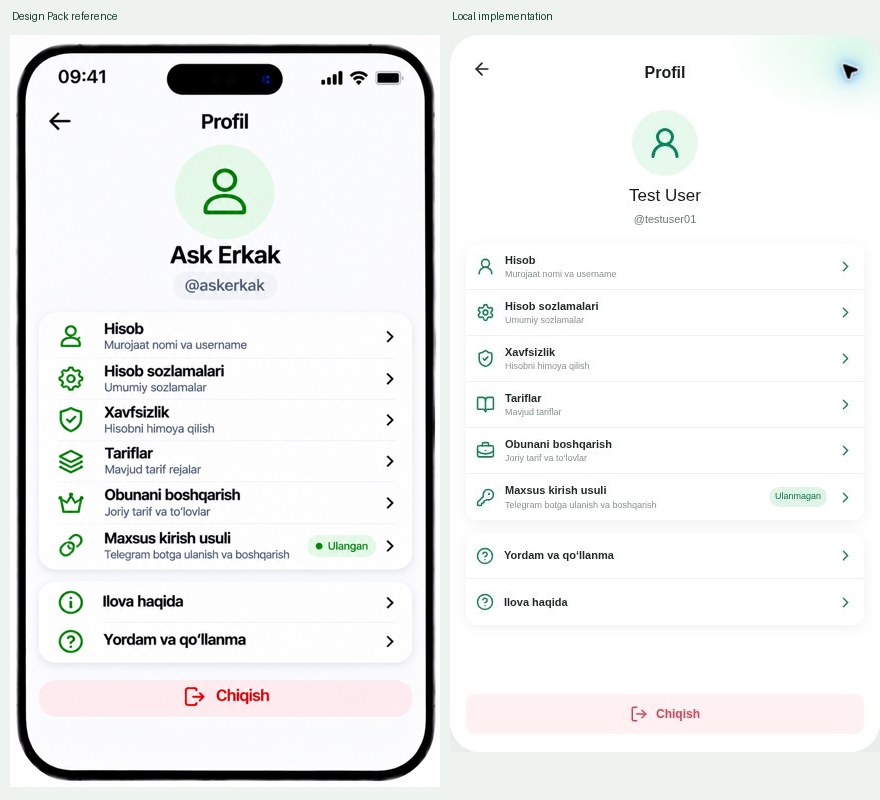 Design Pack reference
09:41
Profil
Ask Erkak
@askerkak
Hisob
Murojaat nomi va username
Hisob sozlamalari
Umumiy sozlamalar
Xavfsizlik
Hisobni himoya qilish
Tariflar
Mavjud tarif rejalar
Obunani boshqarish
Joriy tarif va to‘lovlar
Maxsus kirish usuli
Telegram botga ulanish va boshqarish
Ulangan
Ilova haqida
Yordam va qo‘llanma
Chiqish
Local implementation
Profil
Test User
@testuser01
Hisob
Murojaat nomi va username
Hisob sozlamalari
Umumiy sozlamalar
Xavfsizlik
Hisobni himoya qilish
Tariflar
Mavjud tariflar
Obunani boshqarish
Joriy tarif va to‘lovlar
Maxsus kirish usuli
Telegram botga ulanish va boshqarish
Ulanmagan
Yordam va qo‘llanma
Ilova haqida
Chiqish